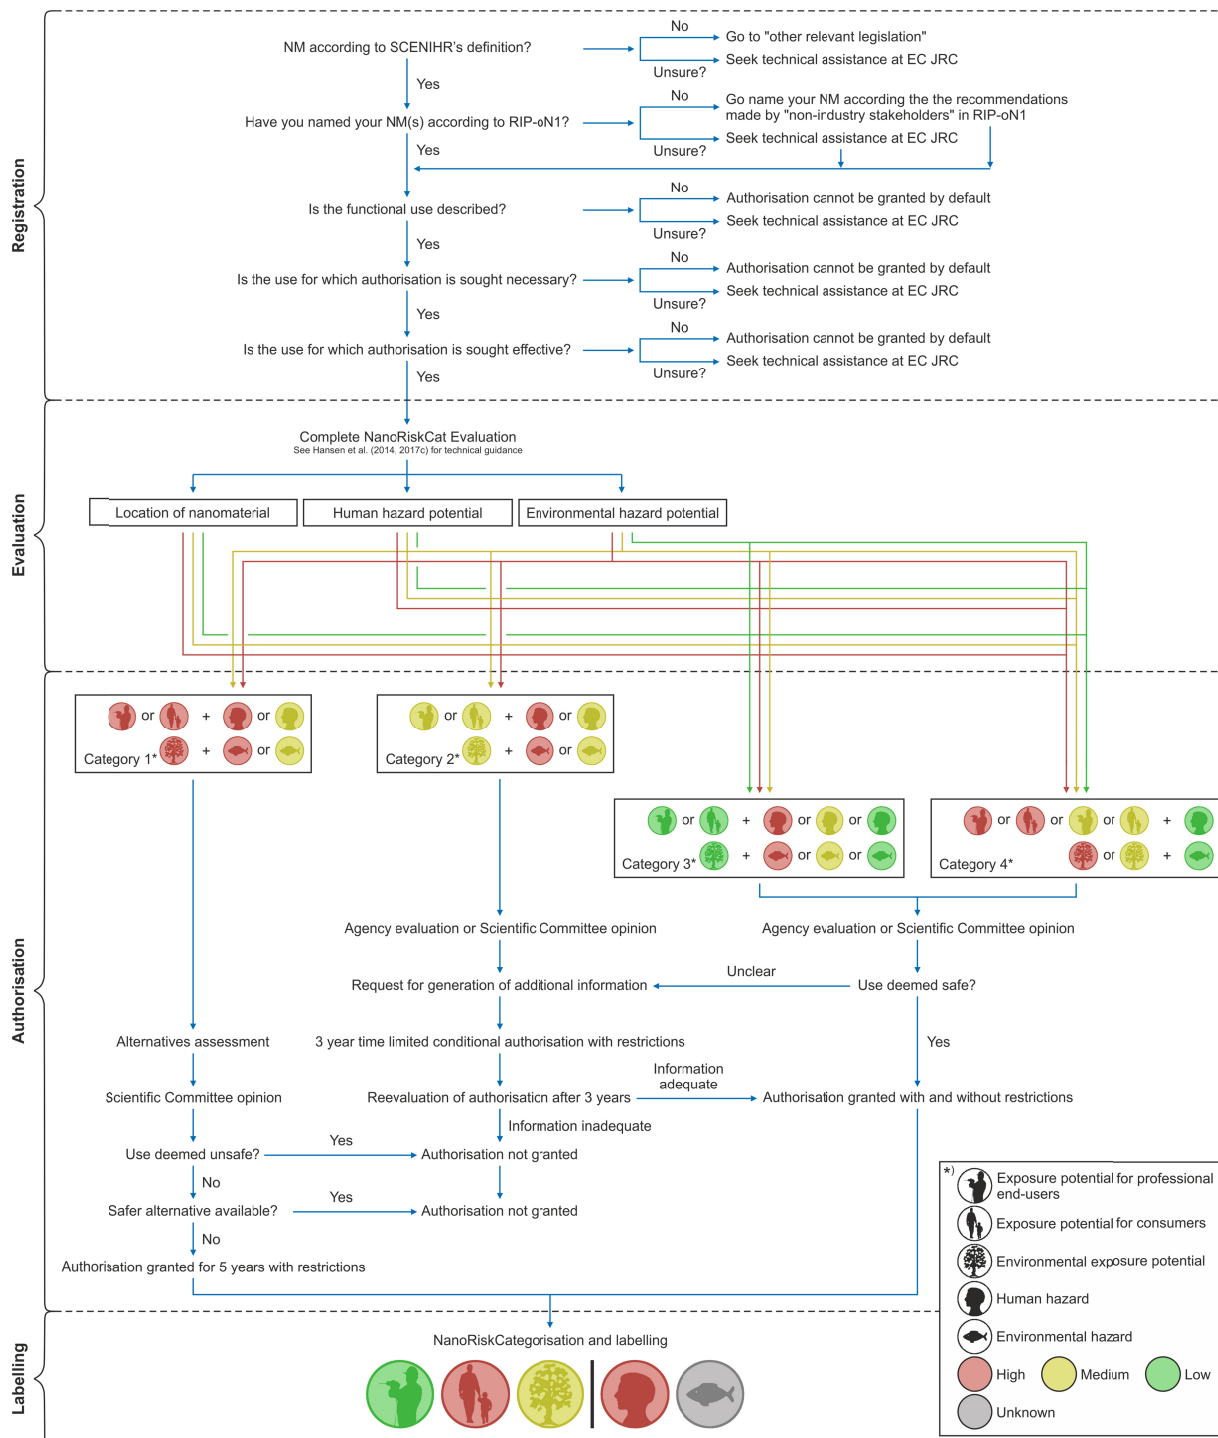 Registration
NM according to SCENIHR's definition?
No
Go to "other relevant legislation"
Seek technical assistance at EC JRC
Unsure?
Yes
Have you named your NM(s) according to RIP-oN1?
No
Go name your NM according the the recommendations
made by "non-industry stakeholders" in RIP-oN1
Seek technical assistance at EC JRC
Unsure?
Yes
Is the functional use described?
No
Authorisation cannot be granted by default
Seek technical assistance at EC JRC
Unsure?
Yes
Is the use for which authorisation is sought necessary?
No
Authorisation cannot be granted by default
Seek technical assistance at EC JRC
Unsure?
Yes
Is the use for which authorisation is sought effective?
No
Authorisation cannot be granted by default
Seek technical assistance at EC JRC
Unsure?
Yes
Evaluation
Complete NanoRiskCat Evaluation
See Hansen et al. (2014, 2017c) for technical guidance
Location of nanomaterial
Human hazard potential
Environmental hazard potential
Authorisation
or + or
Category 1* + or
or + or
Category 2* + or
or + or or
Category 3* + or or
or or or +
Category 4* or +
Agency evaluation or Scientific Committee opinion
Agency evaluation or Scientific Committee opinion
Request for generation of additional information
Unclear
Use deemed safe?
Alternatives assessment
3 year time limited conditional authorisation with restrictions
Yes
Scientific Committee opinion
Reevaluation of authorisation after 3 years
Information
adequate
Authorisation granted with and without restrictions
Information inadequate
Use deemed unsafe?
Yes
Authorisation not granted
No
Safer alternative available?
Yes
Authorisation not granted
No
Authorisation granted for 5 years with restrictions
Labelling
NanoRiskCategorisation and labelling
*)
Exposure potential for professional
end-users
Exposure potential for consumers
Environmental exposure potential
Human hazard
Environmental hazard
High
Medium
Low
Unknown